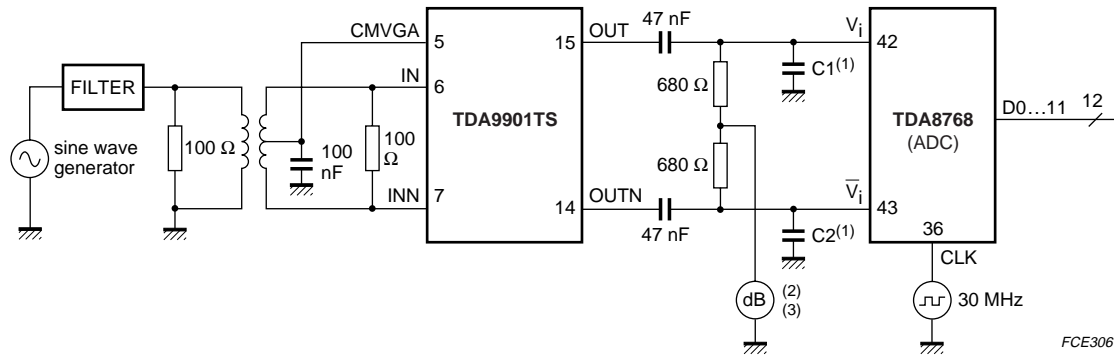 FILTER
sine wave
generator
100 Ω
100
nF
100
Ω
CMVGA
5
IN
6
INN
7
TDA9901TS
15
OUT
14
OUTN
47 nF
47 nF
680 Ω
680 Ω
C1(1)
C2(1)
dB
(2)
(3)
Vi
42
V̅i
43
TDA8768
(ADC)
36
CLK
30 MHz
D0...11
12
FCE306